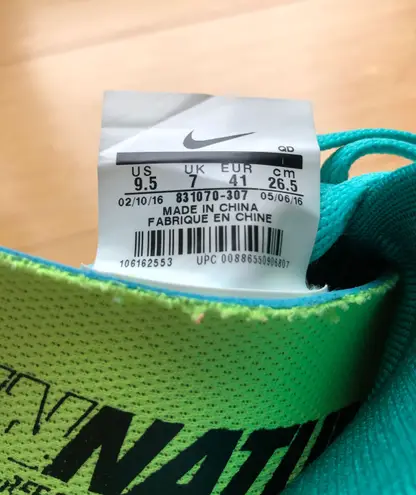 QD
US UK EUR cm
9.5 7 41 26.5
02/10/16 831070-307 05/06/16
MADE IN CHINA
FABRIQUE EN CHINE
106162553 UPC 00886550906807